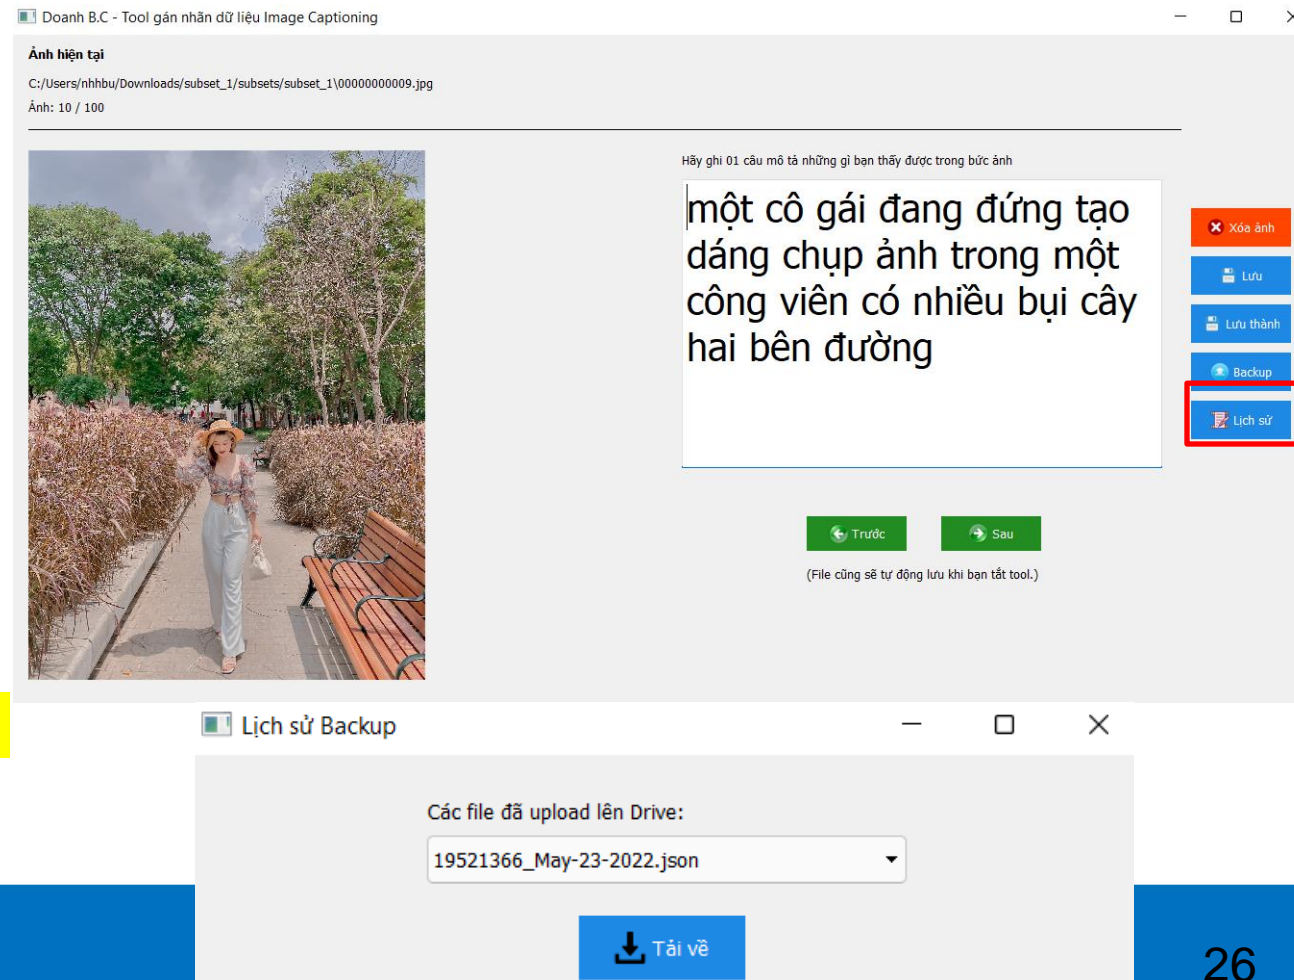 Doanh B.C - Tool gán nhãn dữ liệu Image Captioning
Ảnh hiện tại
C:/Users/nhhbu/Downloads/subset_1/subsets/subset_1\00000000009.jpg
Ảnh: 10 / 100
Hãy ghi 01 câu mô tả những gì bạn thấy được trong bức ảnh
một cô gái đang đứng tạo
dáng chụp ảnh trong một
công viên có nhiều bụi cây
hai bên đường
Xóa ảnh
Lưu
Lưu thành
Backup
Lịch sử
Trước
Sau
(File cũng sẽ tự động lưu khi bạn tắt tool.)
Lịch sử Backup
Các file đã upload lên Drive:
19521366_May-23-2022.json
Tải về
26